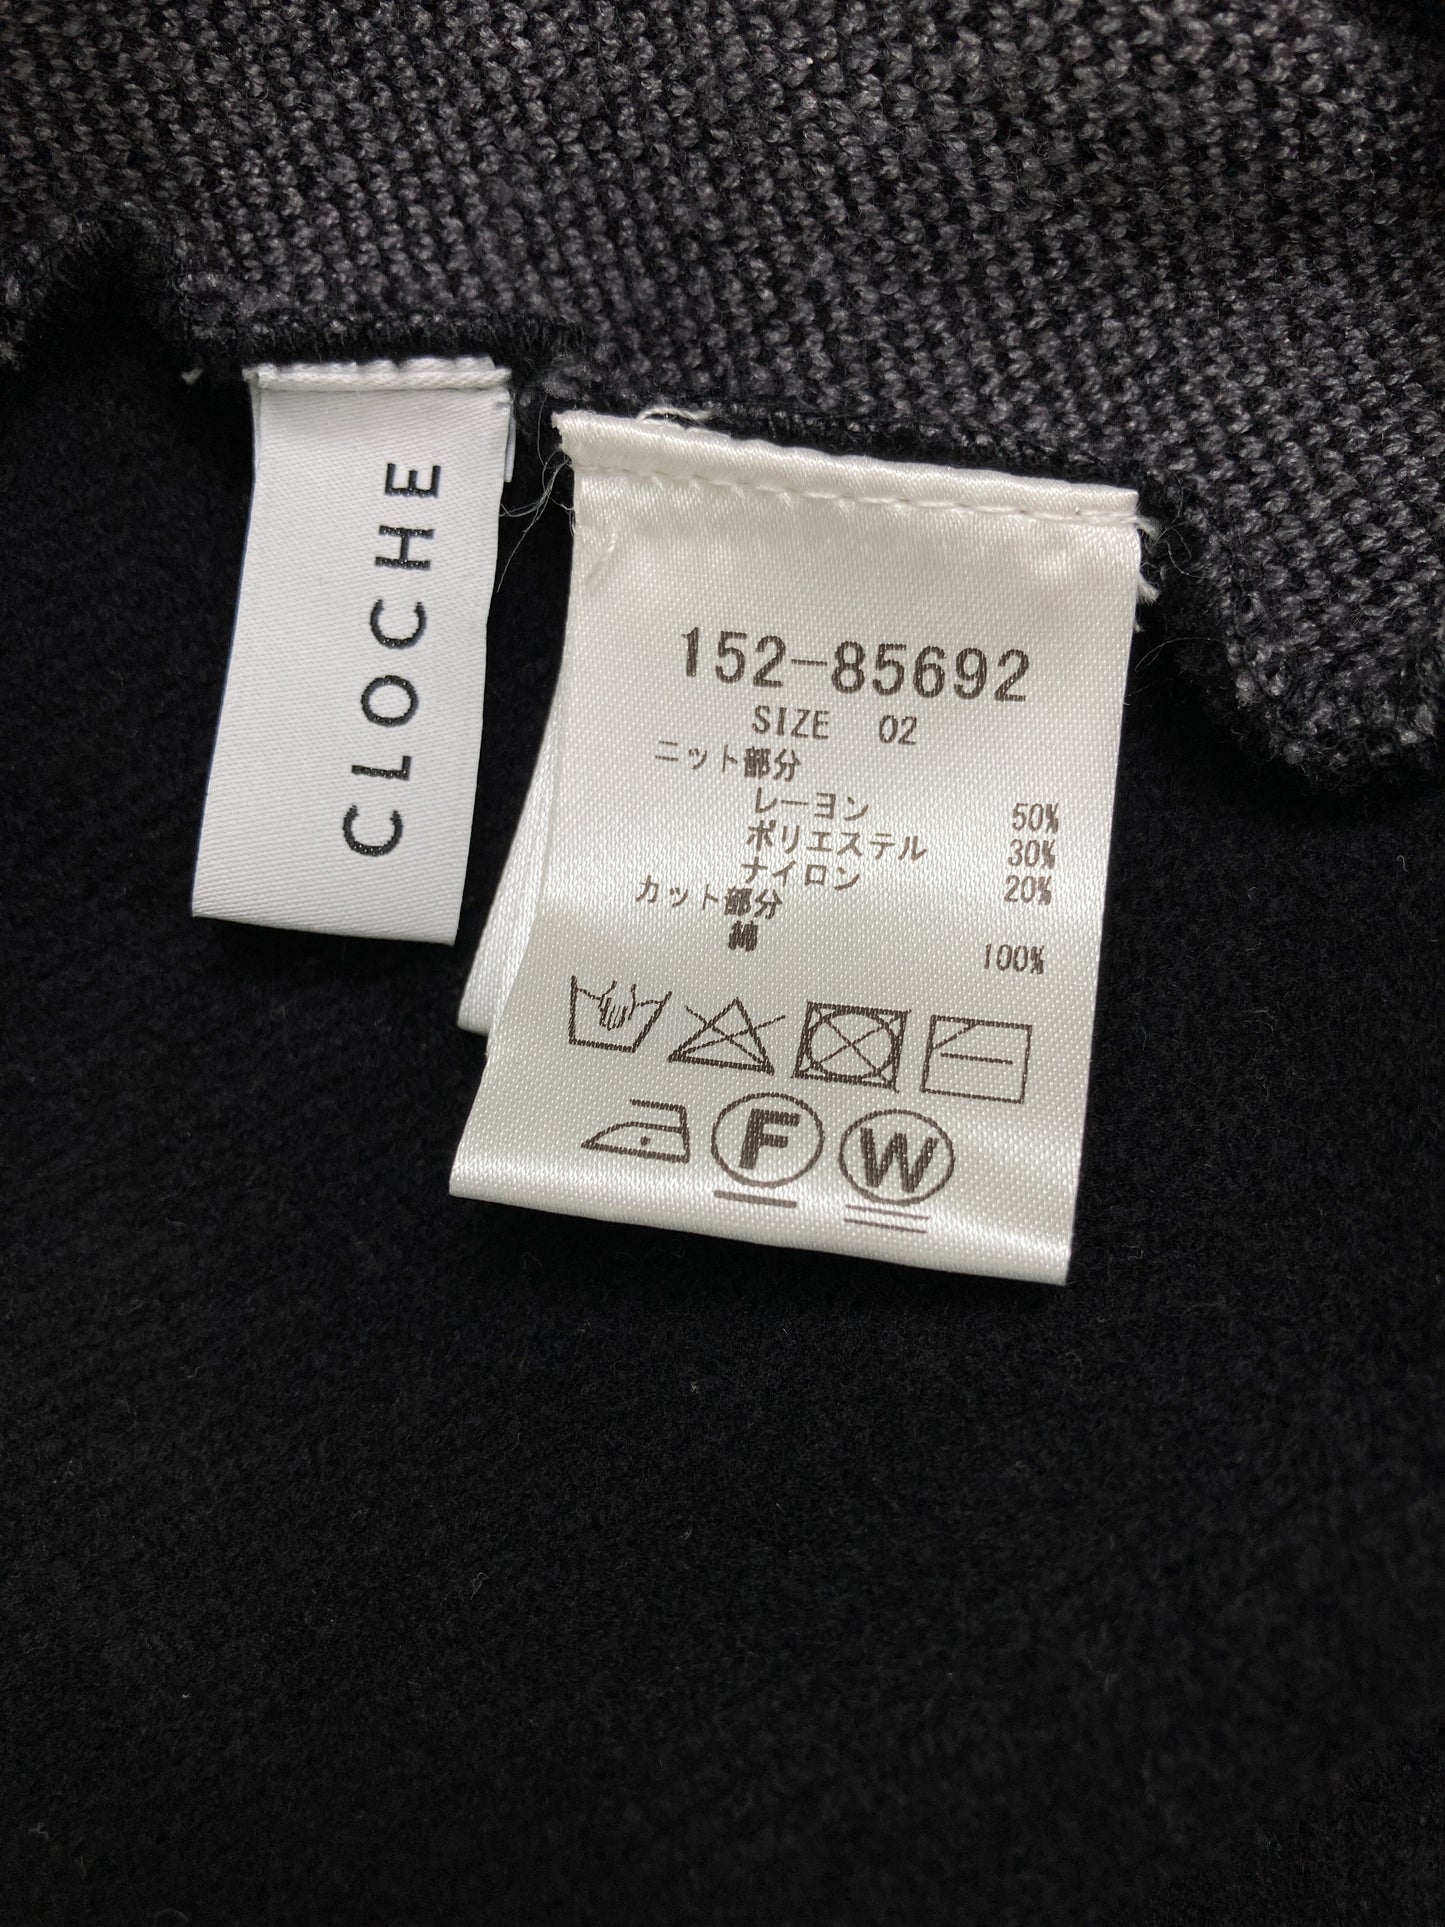 CLOCHE
152-85692
SIZE 02
ニット部分
レーヨン 50%
ポリエステル 30%
ナイロン 20%
カット部分
綿 100%
F
W